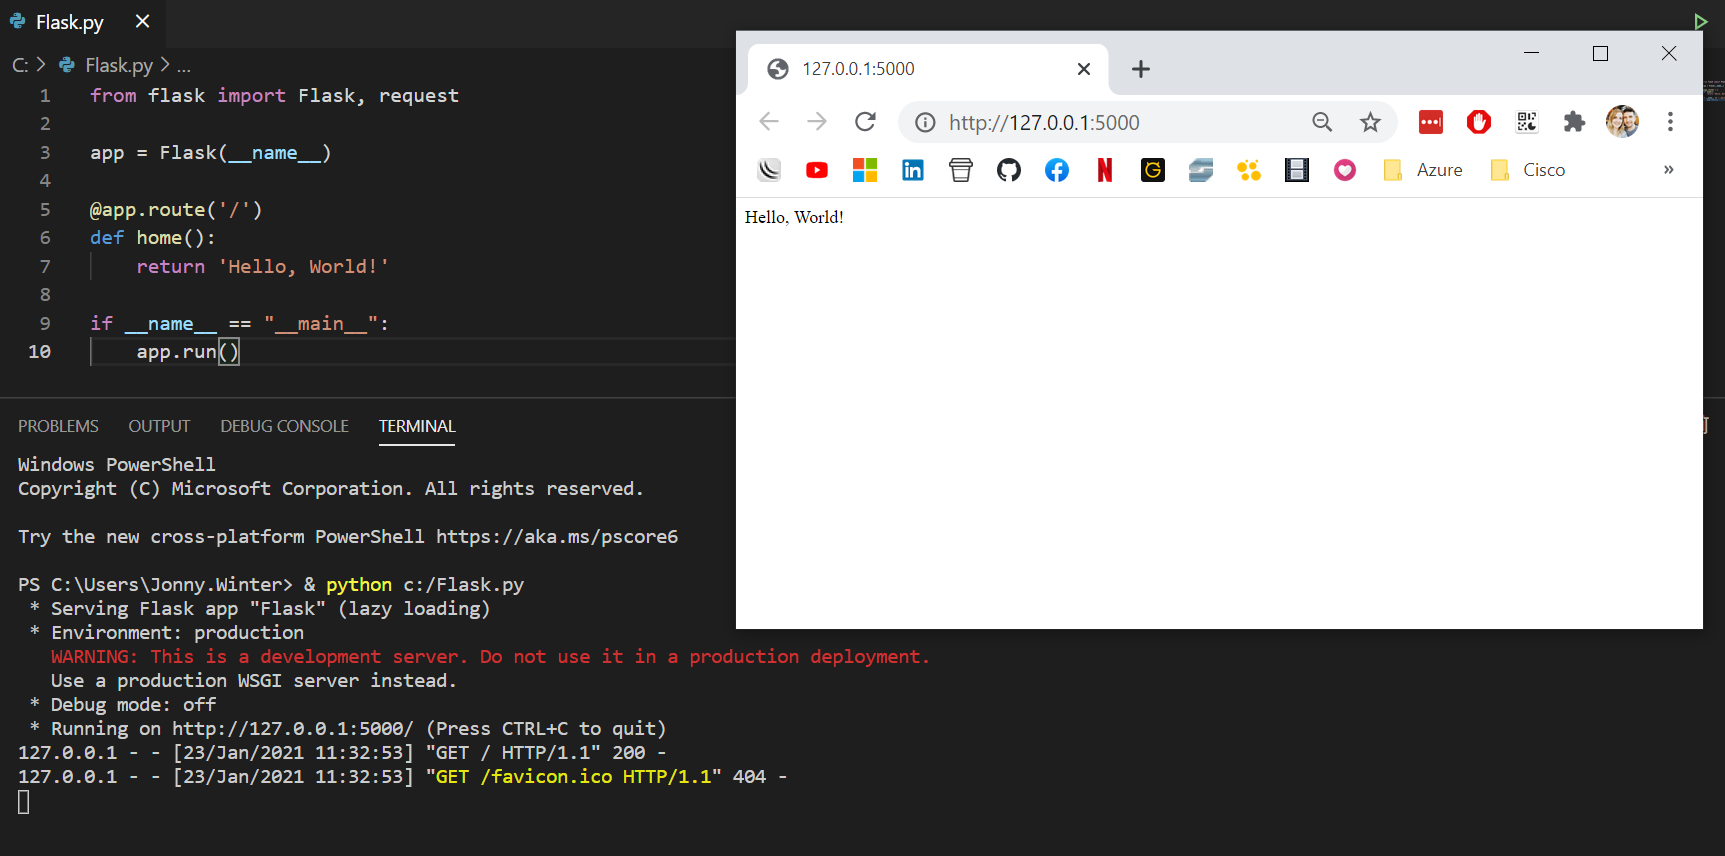 Flask.py
C: > Flask.py > ...
1 from flask import Flask, request
2
3 app = Flask(__name__)
4
5 @app.route('/')
6 def home():
7     return 'Hello, World!'
8
9 if __name__ == "__main__":
10     app.run()
PROBLEMS OUTPUT DEBUG CONSOLE TERMINAL
Windows PowerShell
Copyright (C) Microsoft Corporation. All rights reserved.
Try the new cross-platform PowerShell https://aka.ms/pscore6
PS C:\Users\Jonny.Winter> & python c:/Flask.py
 * Serving Flask app "Flask" (lazy loading)
 * Environment: production
   WARNING: This is a development server. Do not use it in a production deployment.
   Use a production WSGI server instead.
 * Debug mode: off
 * Running on http://127.0.0.1:5000/ (Press CTRL+C to quit)
127.0.0.1 - - [23/Jan/2021 11:32:53] "GET / HTTP/1.1" 200 -
127.0.0.1 - - [23/Jan/2021 11:32:53] "GET /favicon.ico HTTP/1.1" 404 -
127.0.0.1:5000
http://127.0.0.1:5000
Azure Cisco »
Hello, World!